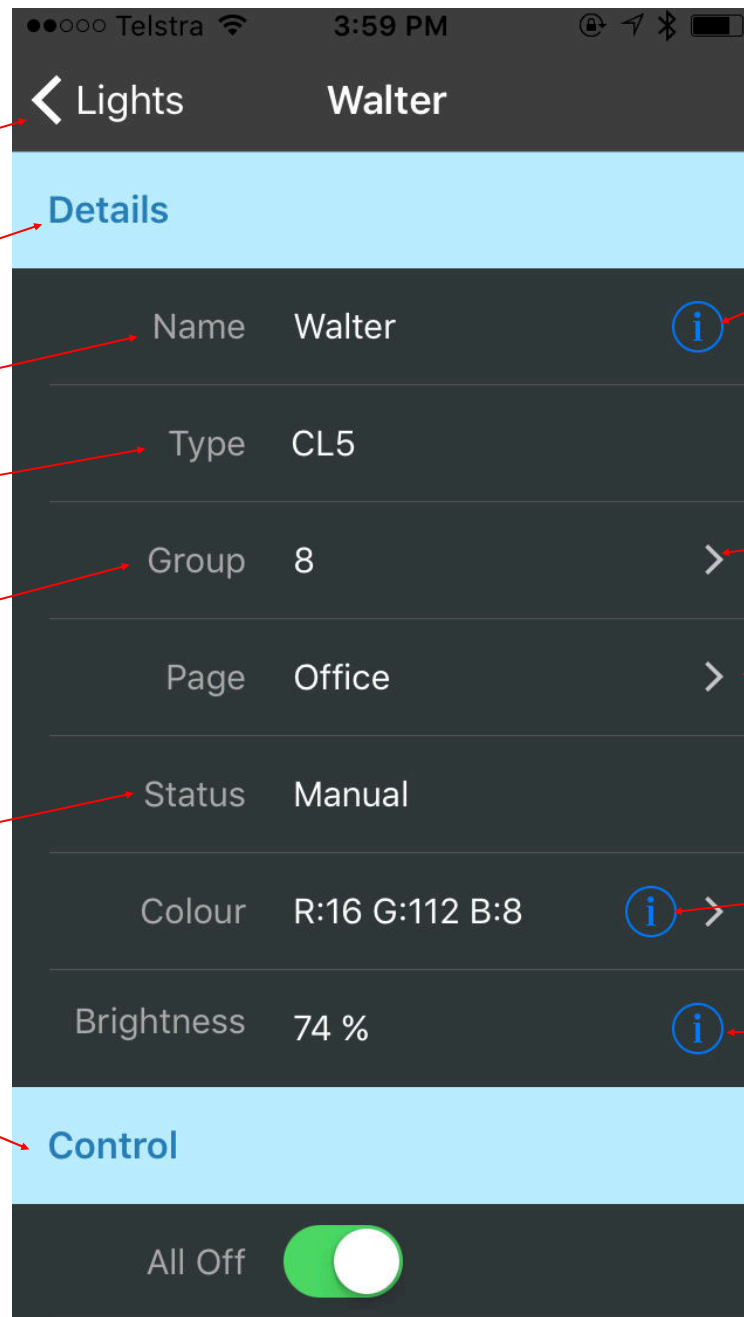 Telstra 3:59 PM
Lights Walter
Details
Name Walter i
Type CL5
Group 8
Page Office
Status Manual
Colour R:16 G:112 B:8 i
Brightness 74 % i
Control
All Off